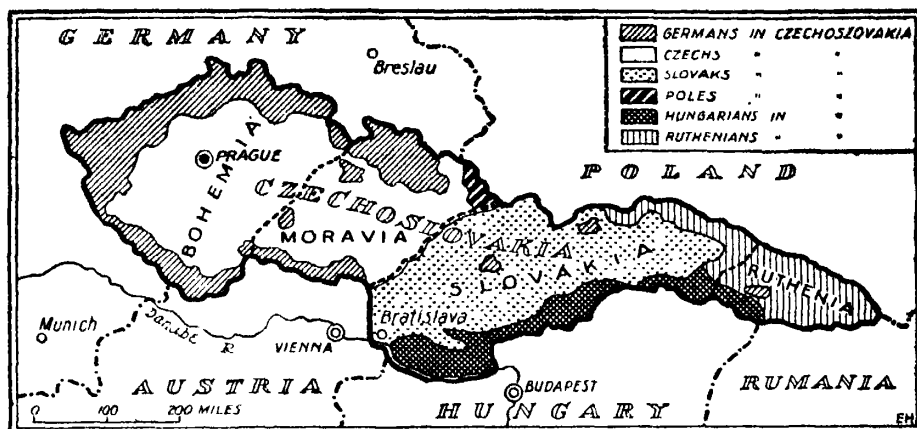 GERMANY
Breslau
GERMANS IN CZECHOSLOVAKIA
CZECHS " "
SLOVAKS " "
POLES " "
HUNGARIANS IN "
RUTHENIANS " "
POLAND
PRAGUE
BOHEMIA
CZECHOSLOVAKIA
MORAVIA
SLOVAKIA
RUTHENIA
Munich
Danube R
VIENNA
Bratislava
AUSTRIA
BUDAPEST
HUNGARY
RUMANIA
0 100 200 MILES
EH